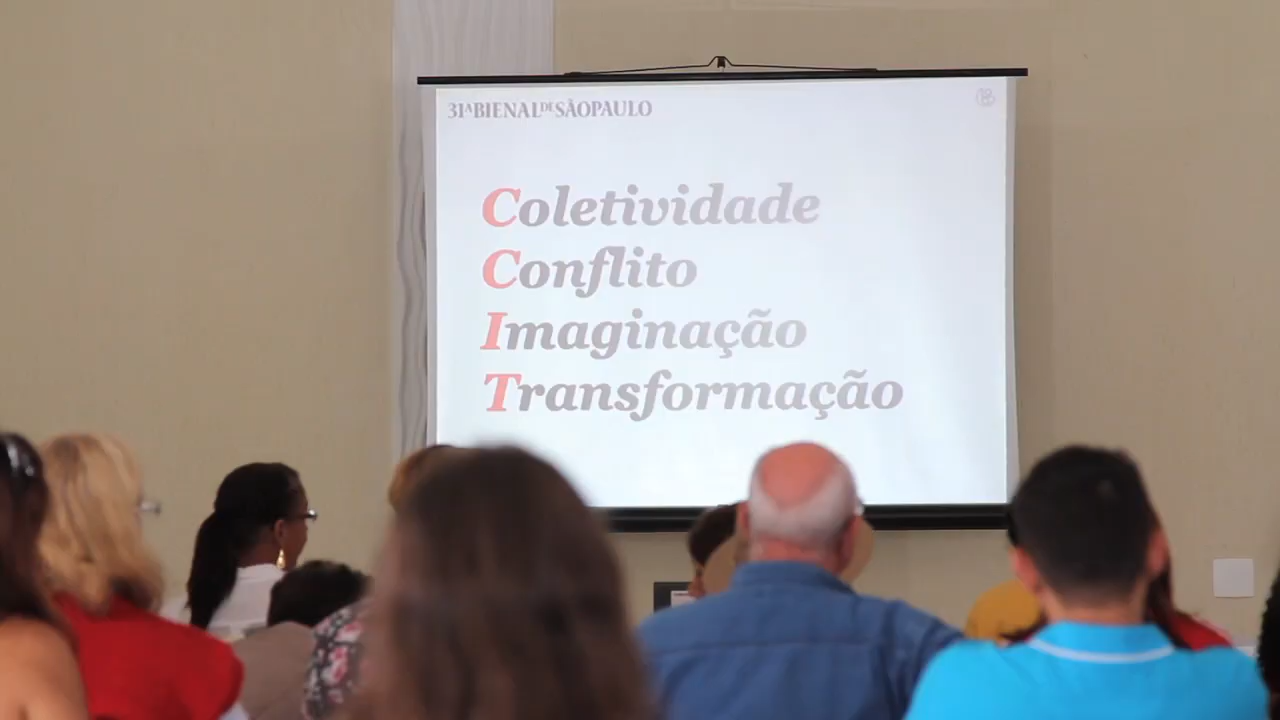 31ª BIENAL DE SÃO PAULO
Coletividade
Conflito
Imaginação
Transformação